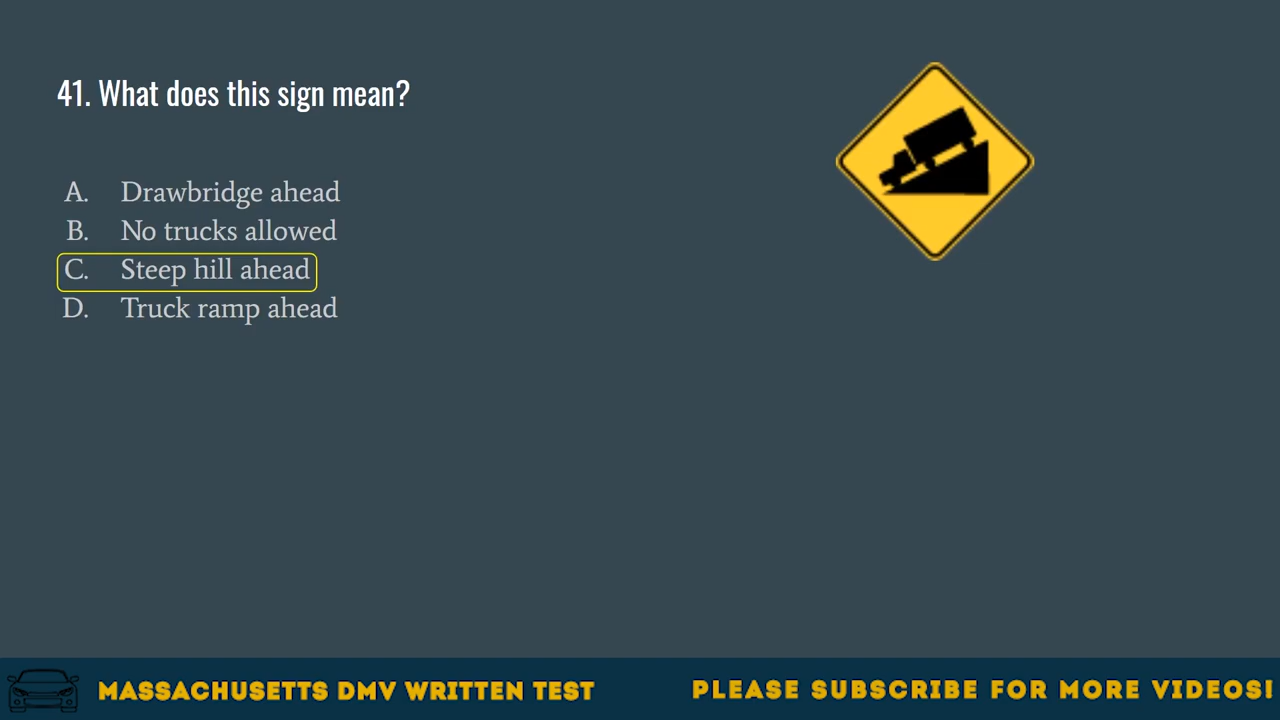 41. What does this sign mean?
A. Drawbridge ahead
B. No trucks allowed
C. Steep hill ahead
D. Truck ramp ahead
MASSACHUSETTS DMV WRITTEN TEST
PLEASE SUBSCRIBE FOR MORE VIDEOS!